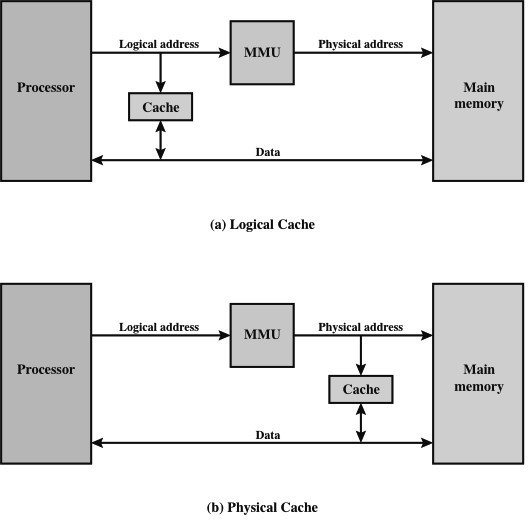 Logical address
Physical address
Processor
MMU
Main
memory
Cache
Data
(a) Logical Cache
Logical address
Physical address
Processor
MMU
Main
memory
Cache
Data
(b) Physical Cache